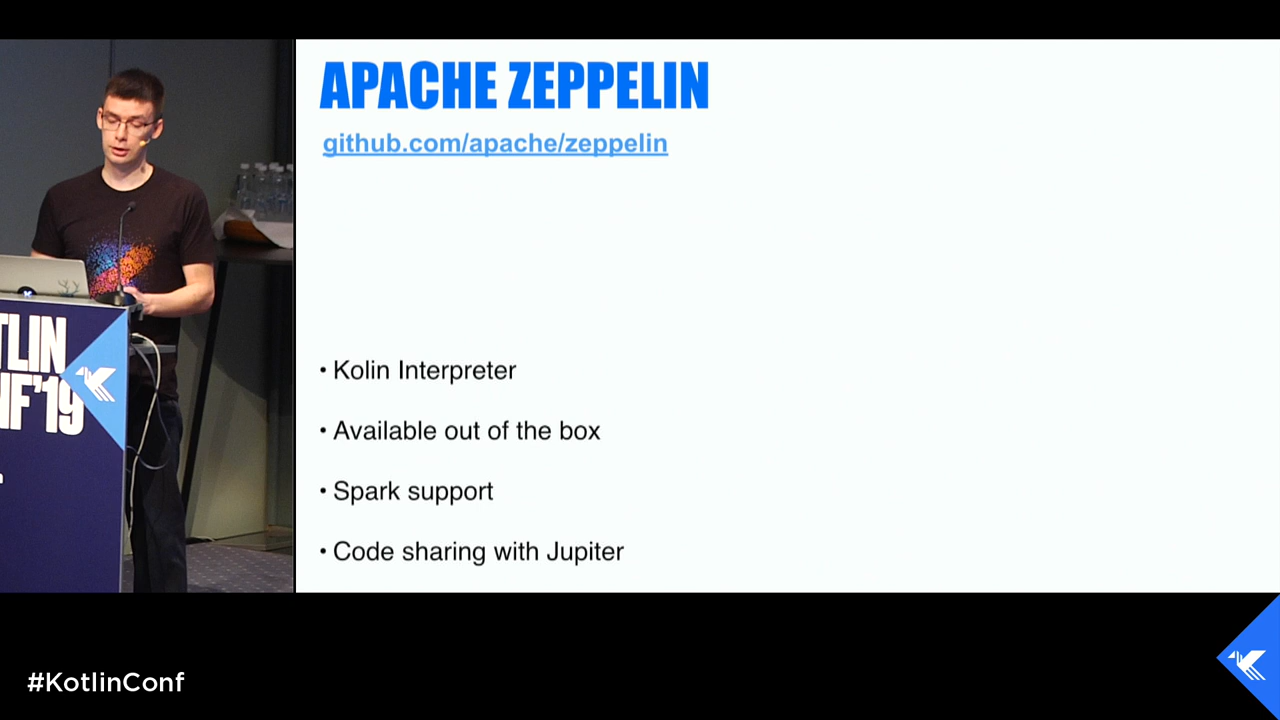 APACHE ZEPPELIN
github.com/apache/zeppelin
• Kolin Interpreter
• Available out of the box
• Spark support
• Code sharing with Jupiter
TLIN
NF'19
#KotlinConf